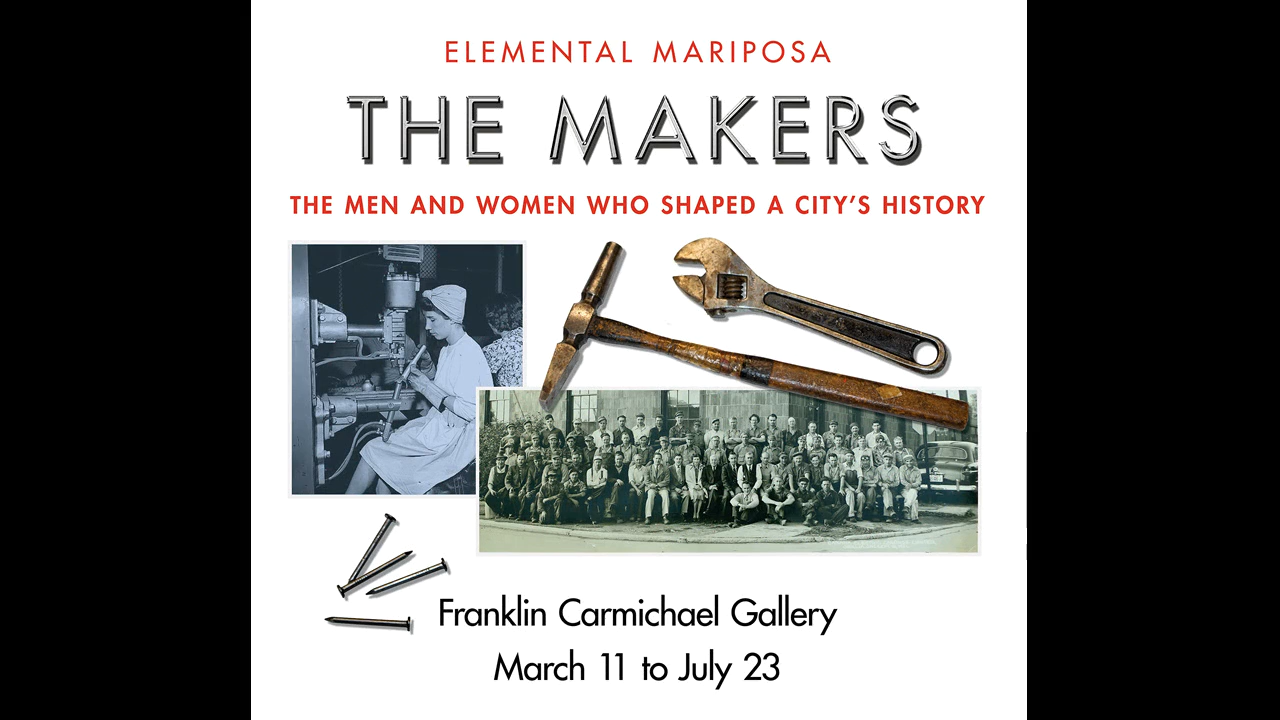 ELEMENTAL MARIPOSA
THE MAKERS
THE MEN AND WOMEN WHO SHAPED A CITY'S HISTORY
Franklin Carmichael Gallery
March 11 to July 23